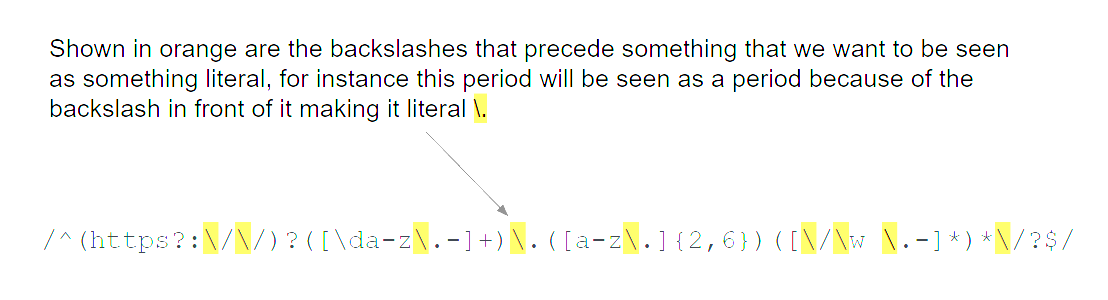 Shown in orange are the backslashes that precede something that we want to be seen
as something literal, for instance this period will be seen as a period because of the
backslash in front of it making it literal \.
/^(https?:\/\/)?([\da-z\.-]+)\.([a-z\.]{2,6})([\/\w \.-]*)*\/?$/